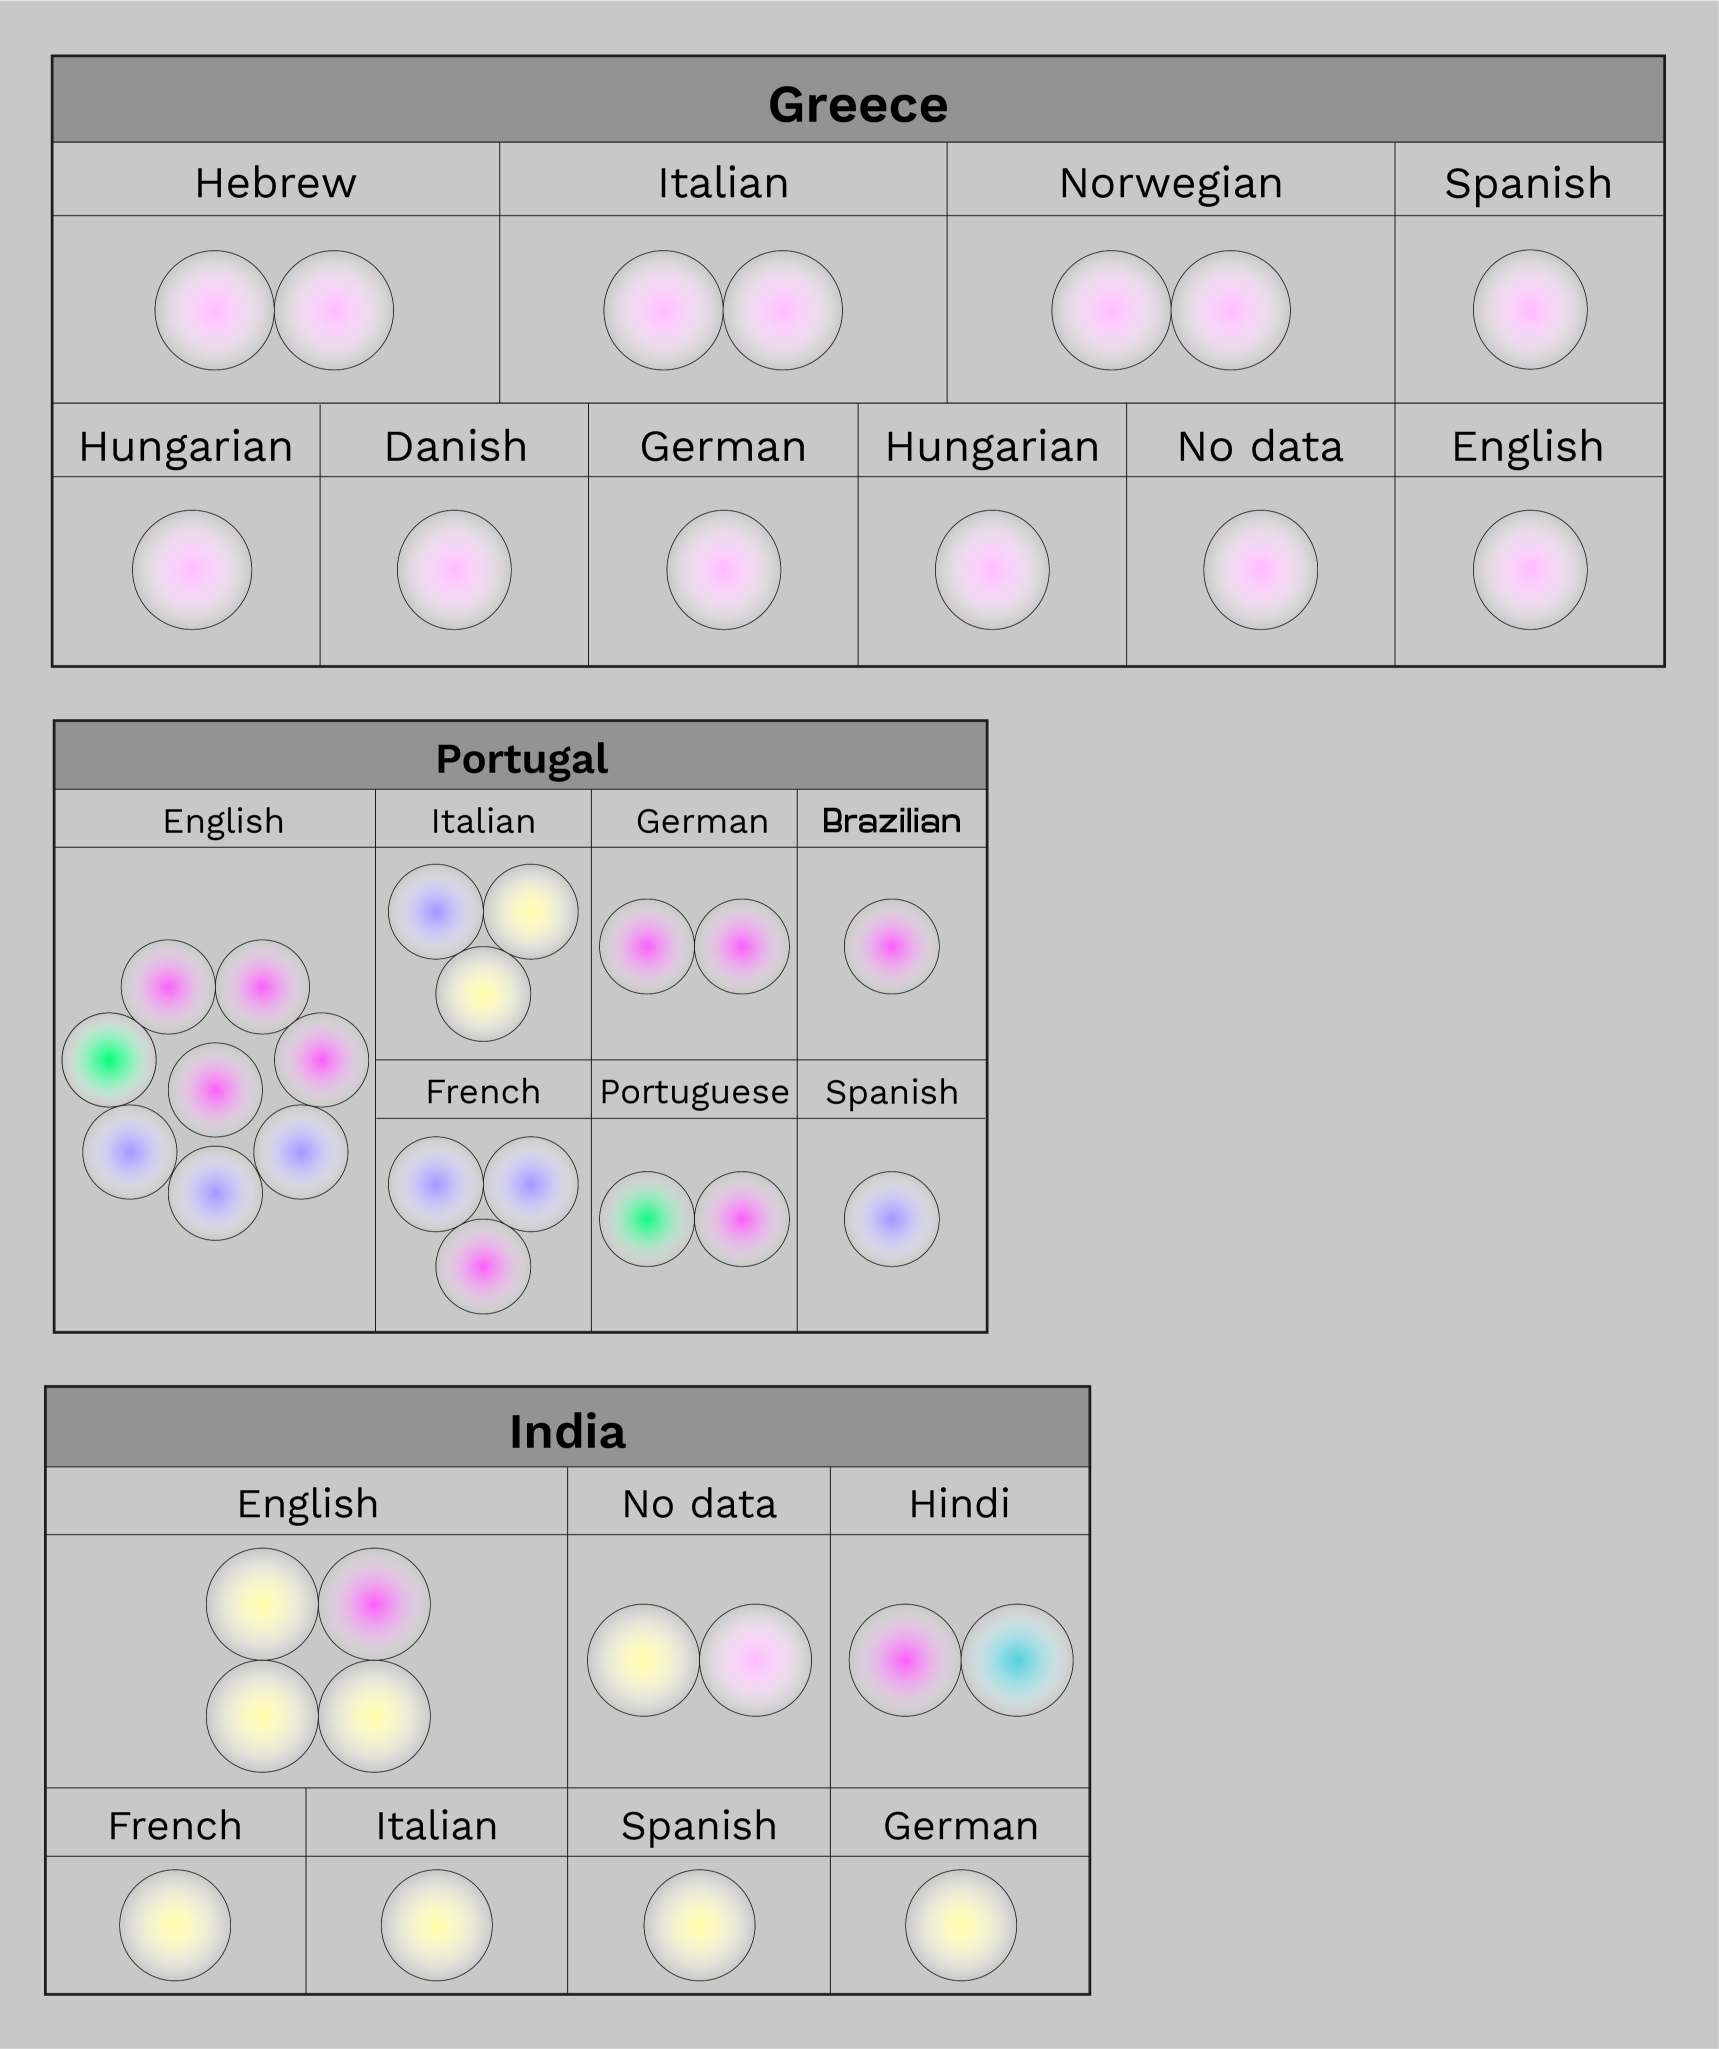 Greece
Hebrew Italian Norwegian Spanish
Hungarian Danish German Hungarian No data English
Portugal
English Italian German Brazilian
French Portuguese Spanish
India
English No data Hindi
French Italian Spanish German